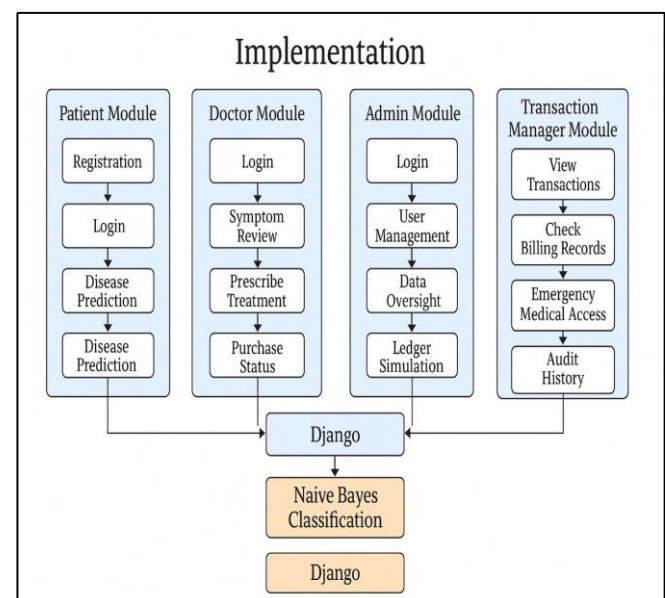 Implementation
Patient Module
Registration
Login
Disease
Prediction
Disease
Prediction
Doctor Module
Login
Symptom
Review
Prescribe
Treatment
Purchase
Status
Admin Module
Login
User
Management
Data
Oversight
Ledger
Simulation
Transaction
Manager Module
View
Transactions
Check
Billing Records
Emergency
Medical Access
Audit
History
Django
Naive Bayes
Classification
Django